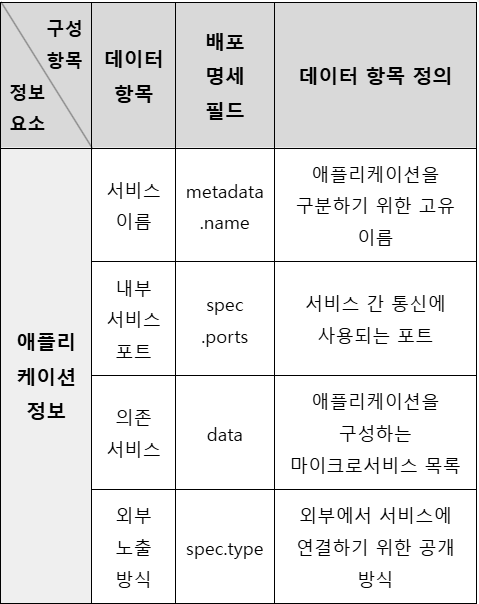 구성
항목
정보
요소
데이터
항목
배포
명세
필드
데이터 항목 정의
애플리
케이션
정보
서비스
이름
metadata
.name
애플리케이션을
구분하기 위한 고유
이름
내부
서비스
포트
spec
.ports
서비스 간 통신에
사용되는 포트
의존
서비스
data
애플리케이션을
구성하는
마이크로서비스 목록
외부
노출
방식
spec.type
외부에서 서비스에
연결하기 위한 공개
방식